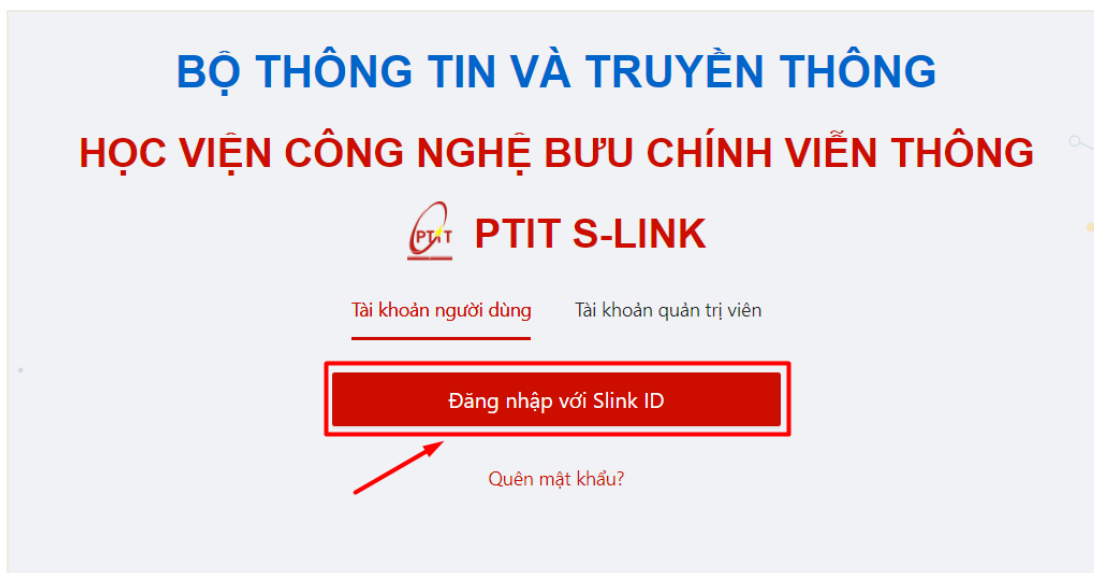 BỘ THÔNG TIN VÀ TRUYỀN THÔNG
HỌC VIỆN CÔNG NGHỆ BƯU CHÍNH VIỄN THÔNG
PTIT PTIT S-LINK
Tài khoản người dùng Tài khoản quản trị viên
Đăng nhập với Slink ID
Quên mật khẩu?